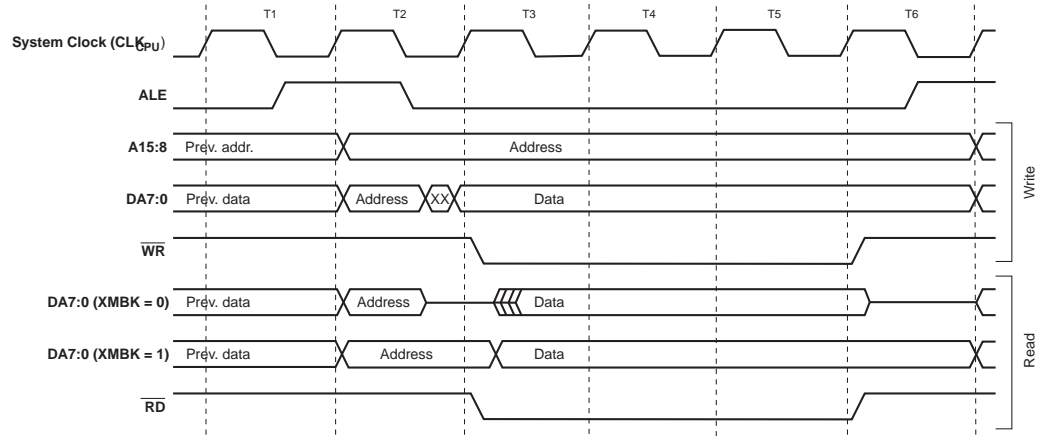 T1 T2 T3 T4 T5 T6
System Clock (CLKCPU)
ALE
A15:8 Prev. addr. Address
DA7:0 Prev. data Address XX Data
WR
Write
DA7:0 (XMBK = 0) Prev. data Address Data
DA7:0 (XMBK = 1) Prev. data Address Data
RD
Read